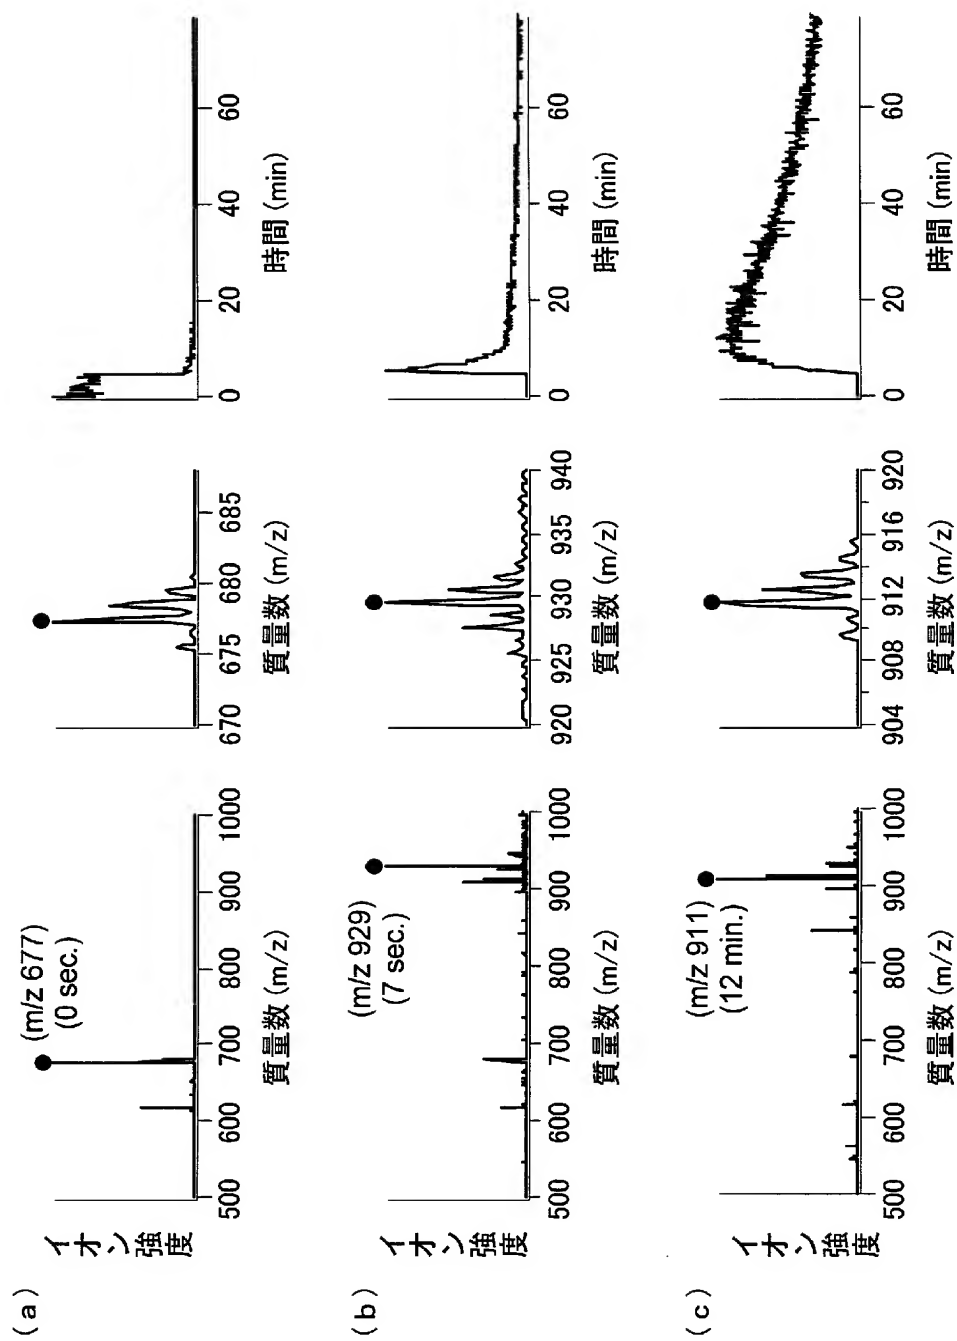 (a)
イオン強度
(m/z 677)
(0 sec.)
500 600 700 800 900 1000
質量数 (m/z)
670 675 680 685
質量数 (m/z)
0 20 40 60
時間 (min)
(b)
イオン強度
(m/z 929)
(7 sec.)
500 600 700 800 900 1000
質量数 (m/z)
920 925 930 935 940
質量数 (m/z)
0 20 40 60
時間 (min)
(c)
イオン強度
(m/z 911)
(12 min.)
500 600 700 800 900 1000
質量数 (m/z)
904 908 912 916 920
質量数 (m/z)
0 20 40 60
時間 (min)